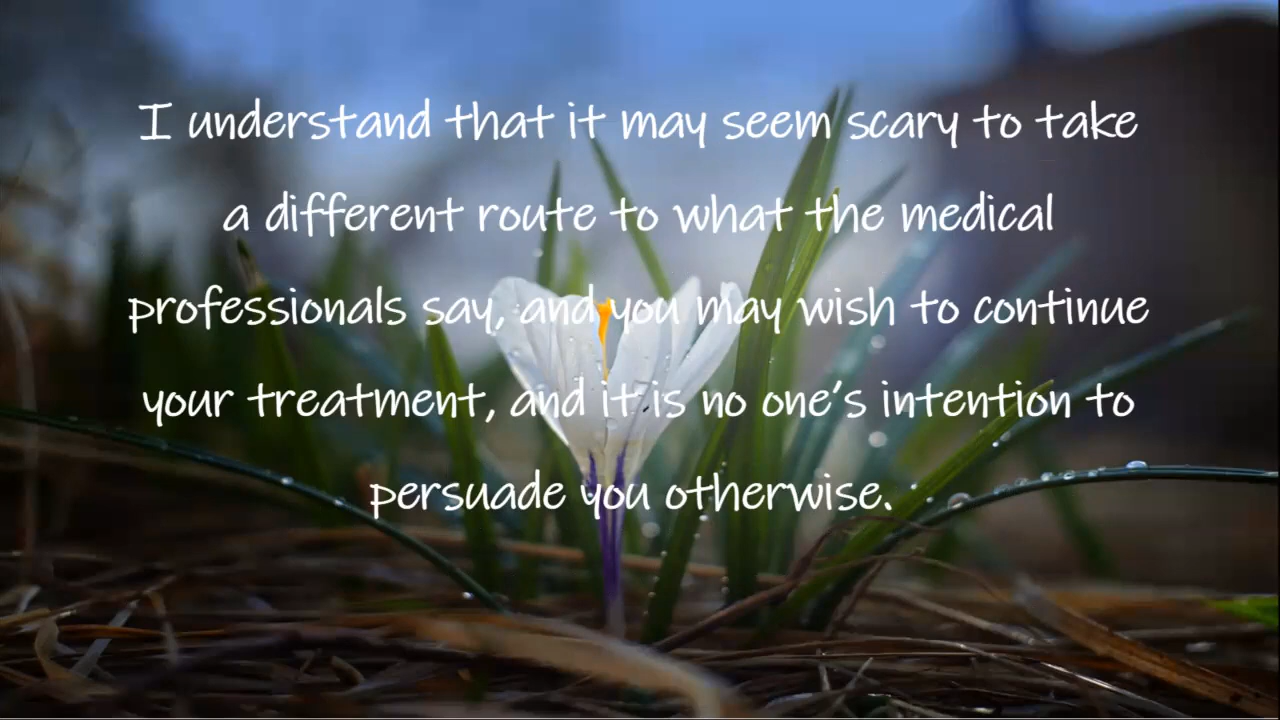 I understand that it may seem scary to take
a different route to what the medical
professionals say, and you may wish to continue
your treatment, and it is no one's intention to
persuade you otherwise.